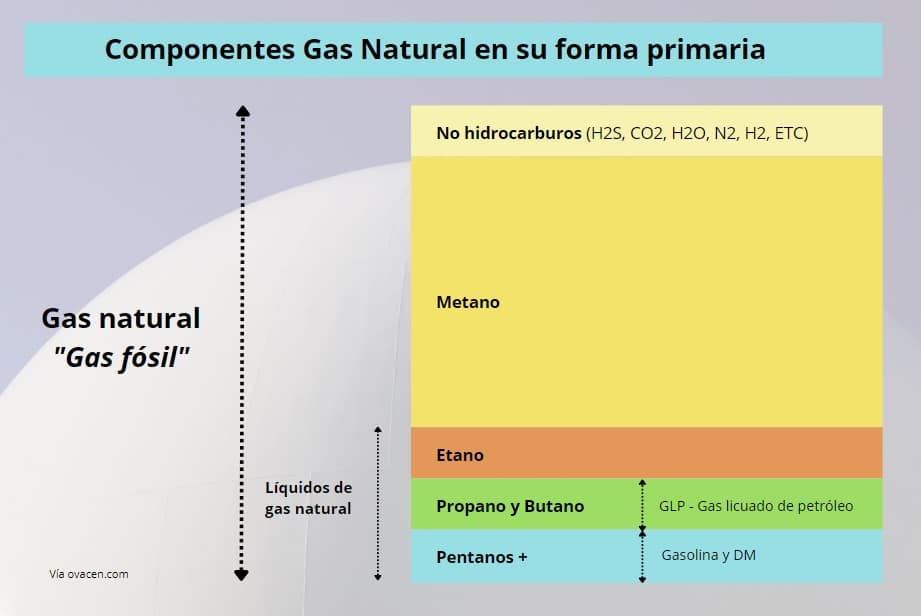 Componentes Gas Natural en su forma primaria
No hidrocarburos (H2S, CO2, H2O, N2, H2, ETC)
Metano
Gas natural
"Gas fósil"
Etano
Líquidos de
gas natural
Propano y Butano
GLP - Gas licuado de petróleo
Pentanos +
Gasolina y DM
Vía ovacen.com